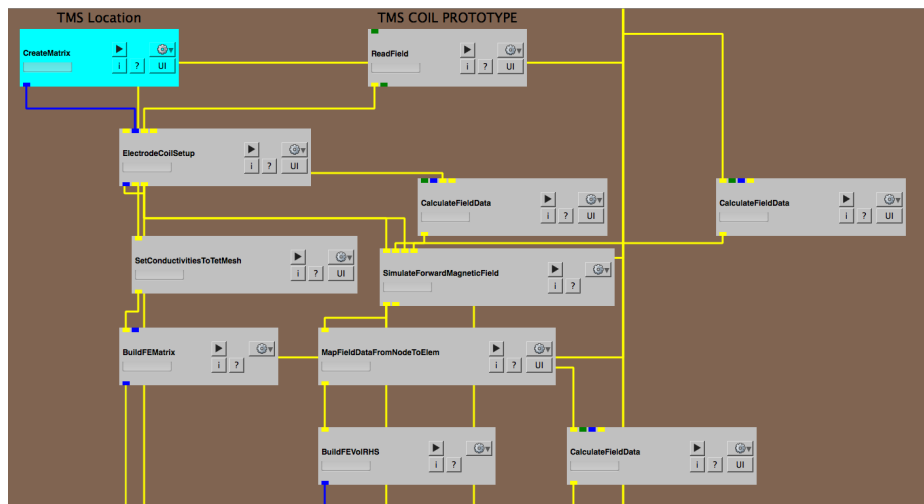 TMS Location
TMS COIL PROTOTYPE
CreateMatrix
i ? UI
ReadField
i ? UI
ElectrodeCoilSetup
i ? UI
CalculateFieldData
i ? UI
CalculateFieldData
i ? UI
SetConductivitiesToTetMesh
i ? UI
SimulateForwardMagneticField
i ?
BuildFEMatrix
i ?
MapFieldDataFromNodeToElem
i ? UI
BuildFEVolRHS
i ?
CalculateFieldData
i ? UI